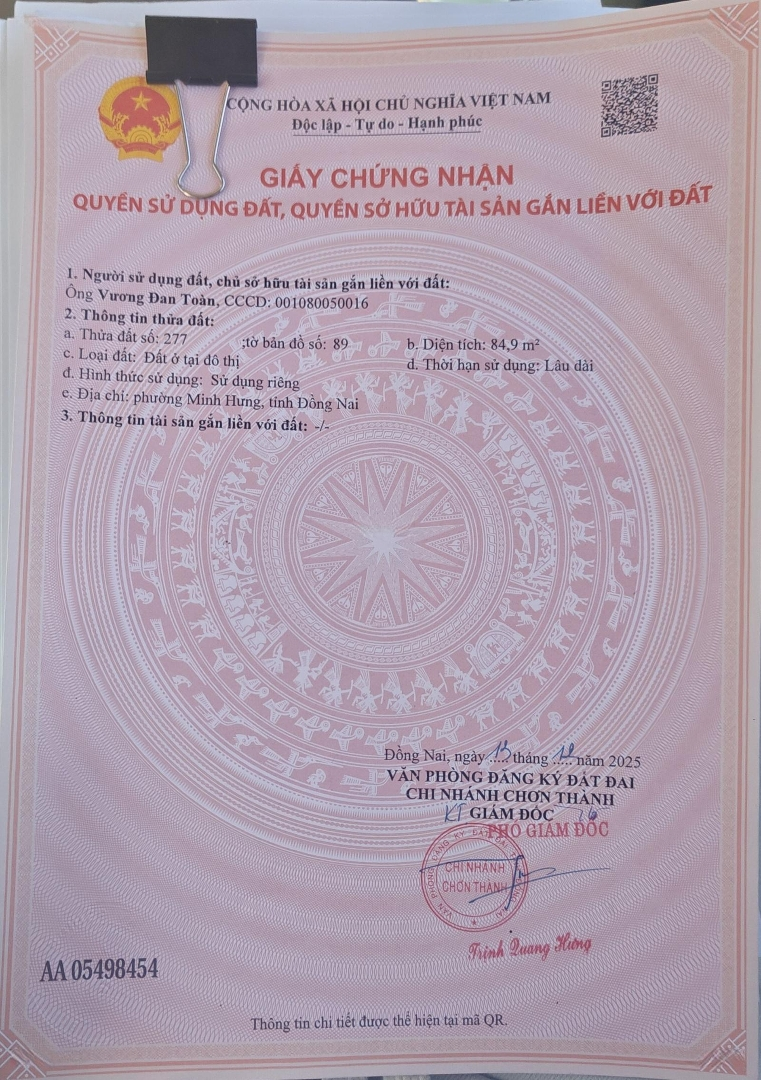 CỘNG HÒA XÃ HỘI CHỦ NGHĨA VIỆT NAM
Độc lập - Tự do - Hạnh phúc
GIẤY CHỨNG NHẬN
QUYỀN SỬ DỤNG ĐẤT, QUYỀN SỞ HỮU TÀI SẢN GẮN LIỀN VỚI ĐẤT
1. Người sử dụng đất, chủ sở hữu tài sản gắn liền với đất:
Ông Vương Đan Toàn, CCCD: 001080050016
2. Thông tin thửa đất:
a. Thửa đất số: 277 ;tờ bản đồ số: 89 b. Diện tích: 84,9 m²
c. Loại đất: Đất ở tại đô thị d. Thời hạn sử dụng: Lâu dài
đ. Hình thức sử dụng: Sử dụng riêng
e. Địa chỉ: phường Minh Hưng, tỉnh Đồng Nai
3. Thông tin tài sản gắn liền với đất: -/-
Đồng Nai, ngày tháng năm 2025
VĂN PHÒNG ĐĂNG KÝ ĐẤT ĐAI
CHI NHÁNH CHƠN THÀNH
KT GIÁM ĐỐC
PHÓ GIÁM ĐỐC
CHI NHÁNH
CHƠN THÀNH
Trịnh Quang Hưng
AA 05498454
Thông tin chi tiết được thể hiện tại mã QR.